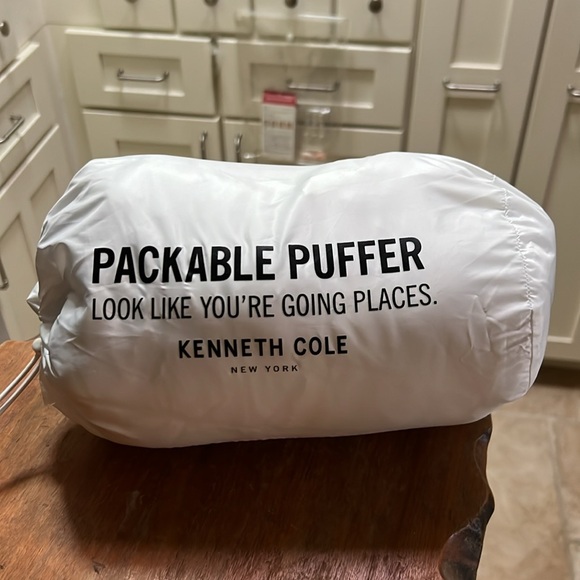 PACKABLE PUFFER
LOOK LIKE YOU'RE GOING PLACES.
KENNETH COLE
NEW YORK